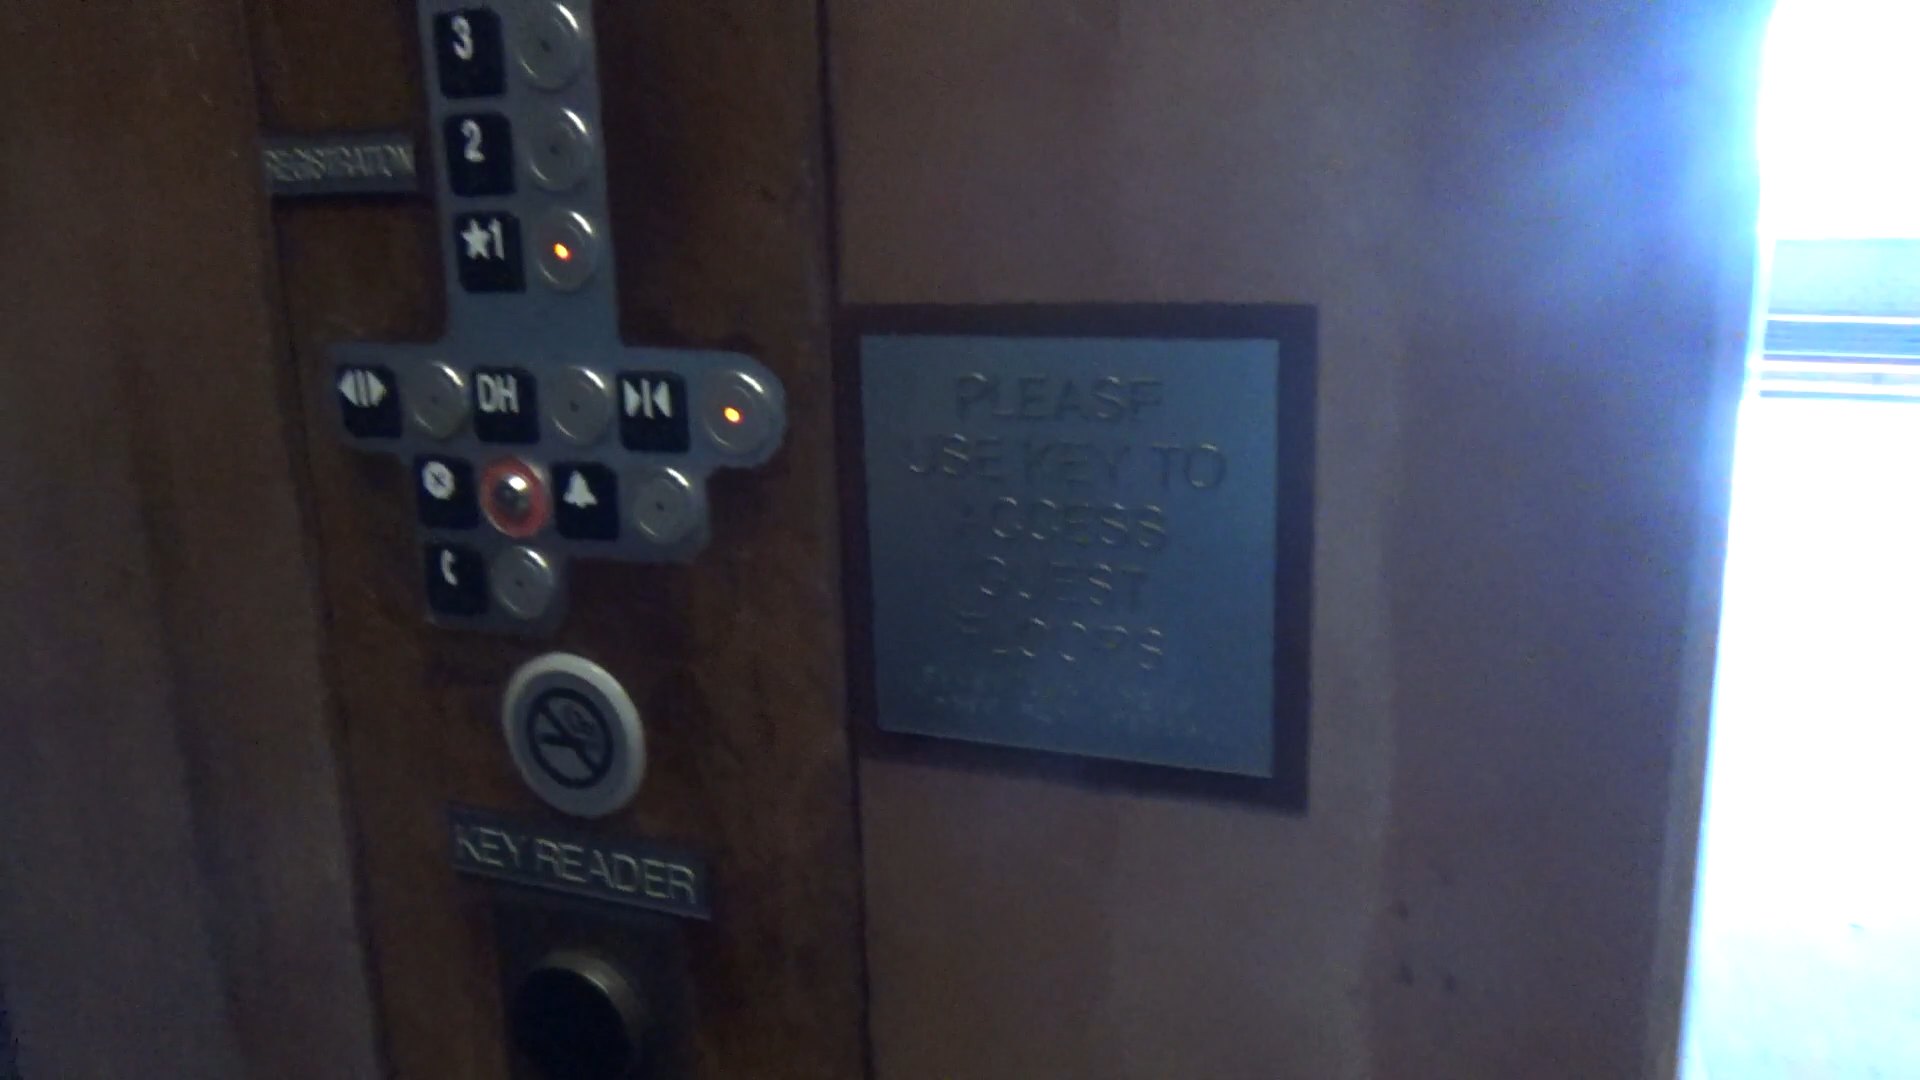 3
2
REGISTRATION
★1
DH
PLEASE
USE KEY TO
ACCESS
GUEST
FLOORS
KEY READER